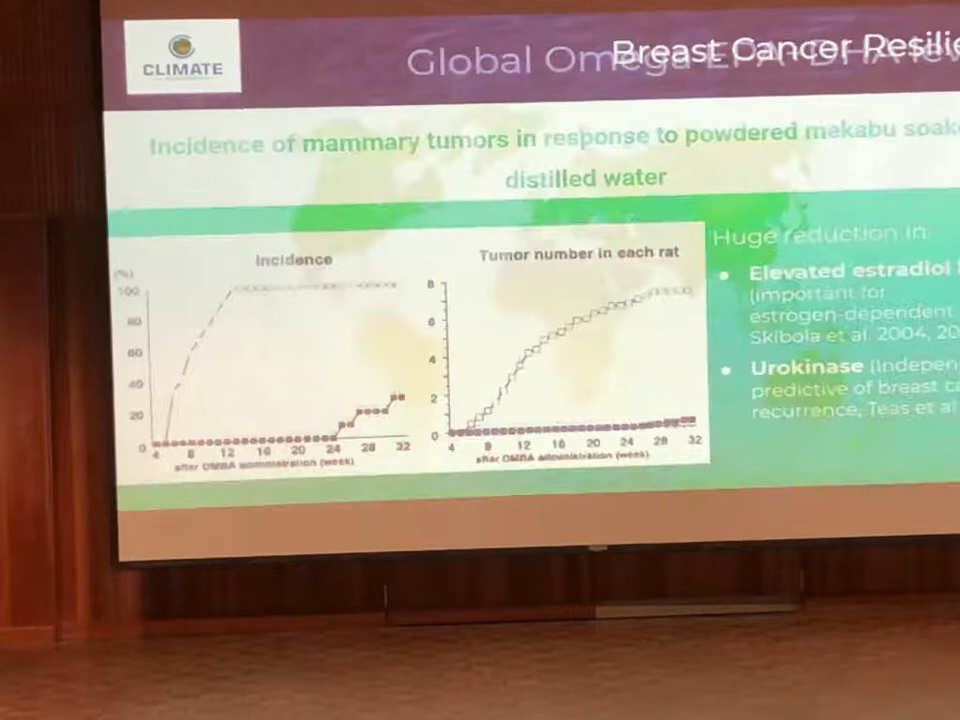 CLIMATE
Global Omega EPA+DHA lev
Breast Cancer Resilie
Incidence of mammary tumors in response to powdered mekabu soake
distilled water
Incidence
(%)
100
80
60
40
20
0
4 8 12 16 20 24 28 32
after DMBA administration (week)
Tumor number in each rat
8
6
4
2
0
4 8 12 16 20 24 28 32
after DMBA administration (week)
Huge reduction in:
• Elevated estradiol
(important for
estrogen-dependent
Skibola et al. 2004, 20
• Urokinase (Indepen
predictive of breast ca
recurrence, Teas et al